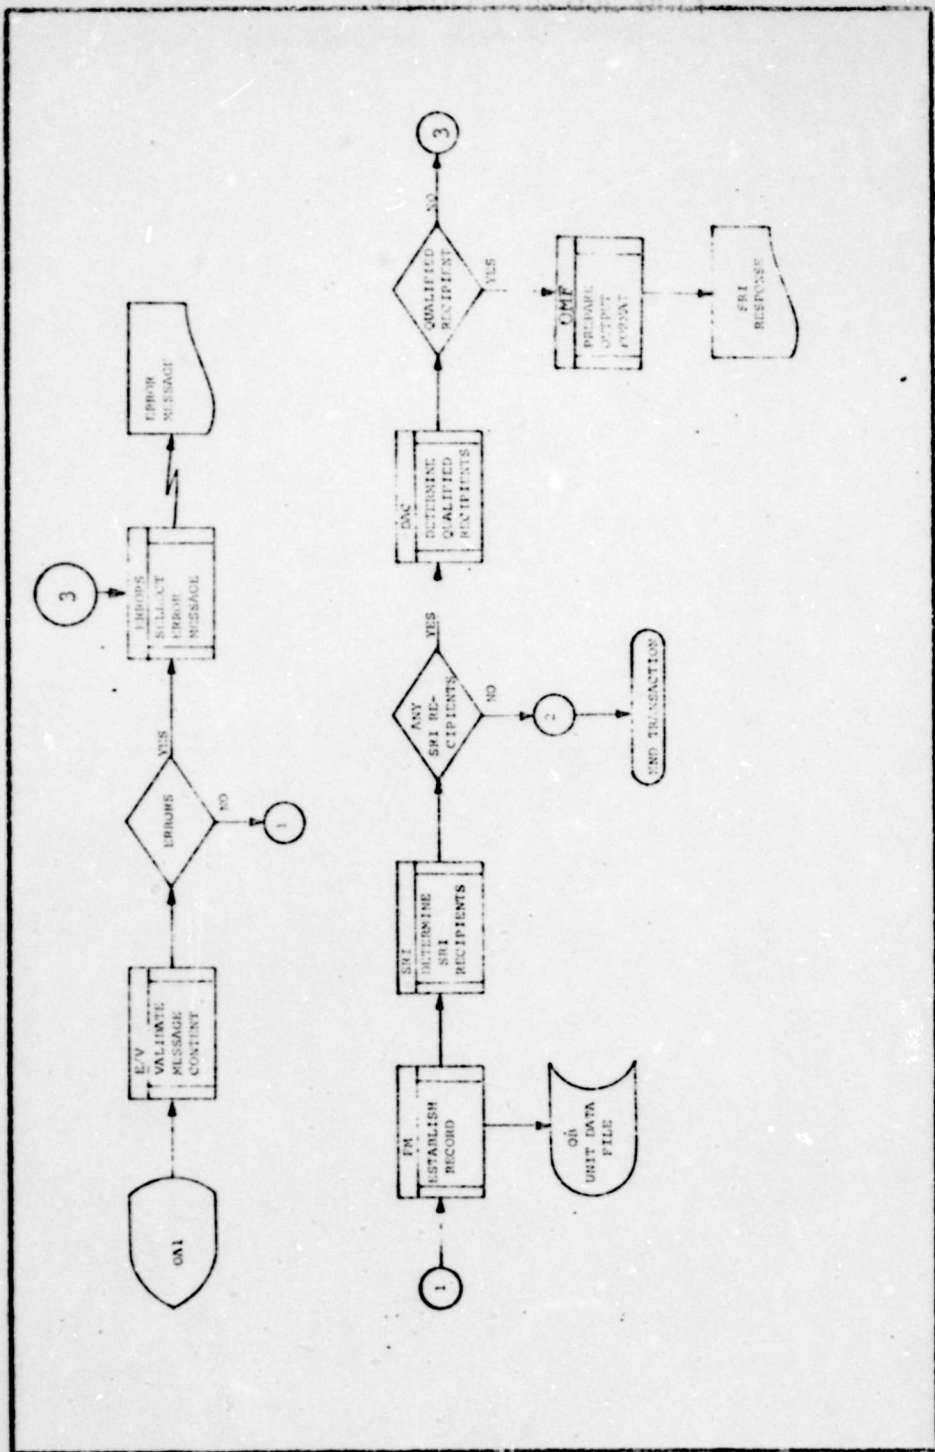 OA1
E/V
VALIDATE
MESSAGE
CONTENT
ERRORS
YES
NO
1
3
ERRORS
SELECT
ERROR
MESSAGE
ERROR
MESSAGE
1
FM
ESTABLISH
RECORD
OB
UNIT DATA
FILE
SRI
DETERMINE
SRI
RECIPIENTS
ANY
SRI RE-
CIPIENTS
YES
NO
2
END TRANSACTION
DAC
DETERMINE
QUALIFIED
RECIPIENTS
QUALIFIED
RECIPIENT
NO
3
YES
OMF
PREPARE
OUTPUT
FORMAT
SRI
RESPONSE